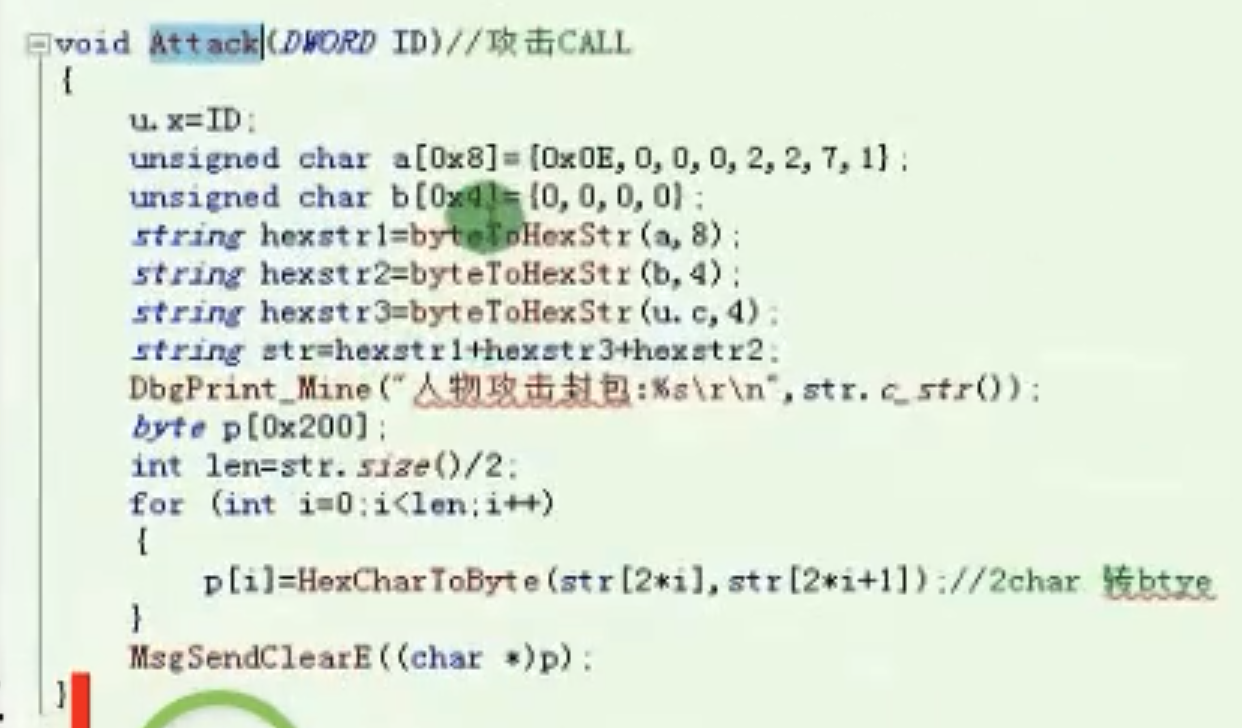 void Attack(DWORD ID)//攻击CALL
{
u.x=ID;
unsigned char a[0x8]={0x0E,0,0,0,2,2,7,1};
unsigned char b[0x4]={0,0,0,0};
string hexstr1=byteToHexStr(a,8);
string hexstr2=byteToHexStr(b,4);
string hexstr3=byteToHexStr(u.c,4);
string str=hexstr1+hexstr3+hexstr2;
DbgPrint_Mine("人物攻击封包:%s\r\n",str.c_str());
byte p[0x200];
int len=str.size()/2;
for (int i=0;i<len;i++)
{
p[i]=HexCharToByte(str[2*i],str[2*i+1]);//2char 转btye
}
MsgSendClearE((char *)p);
}